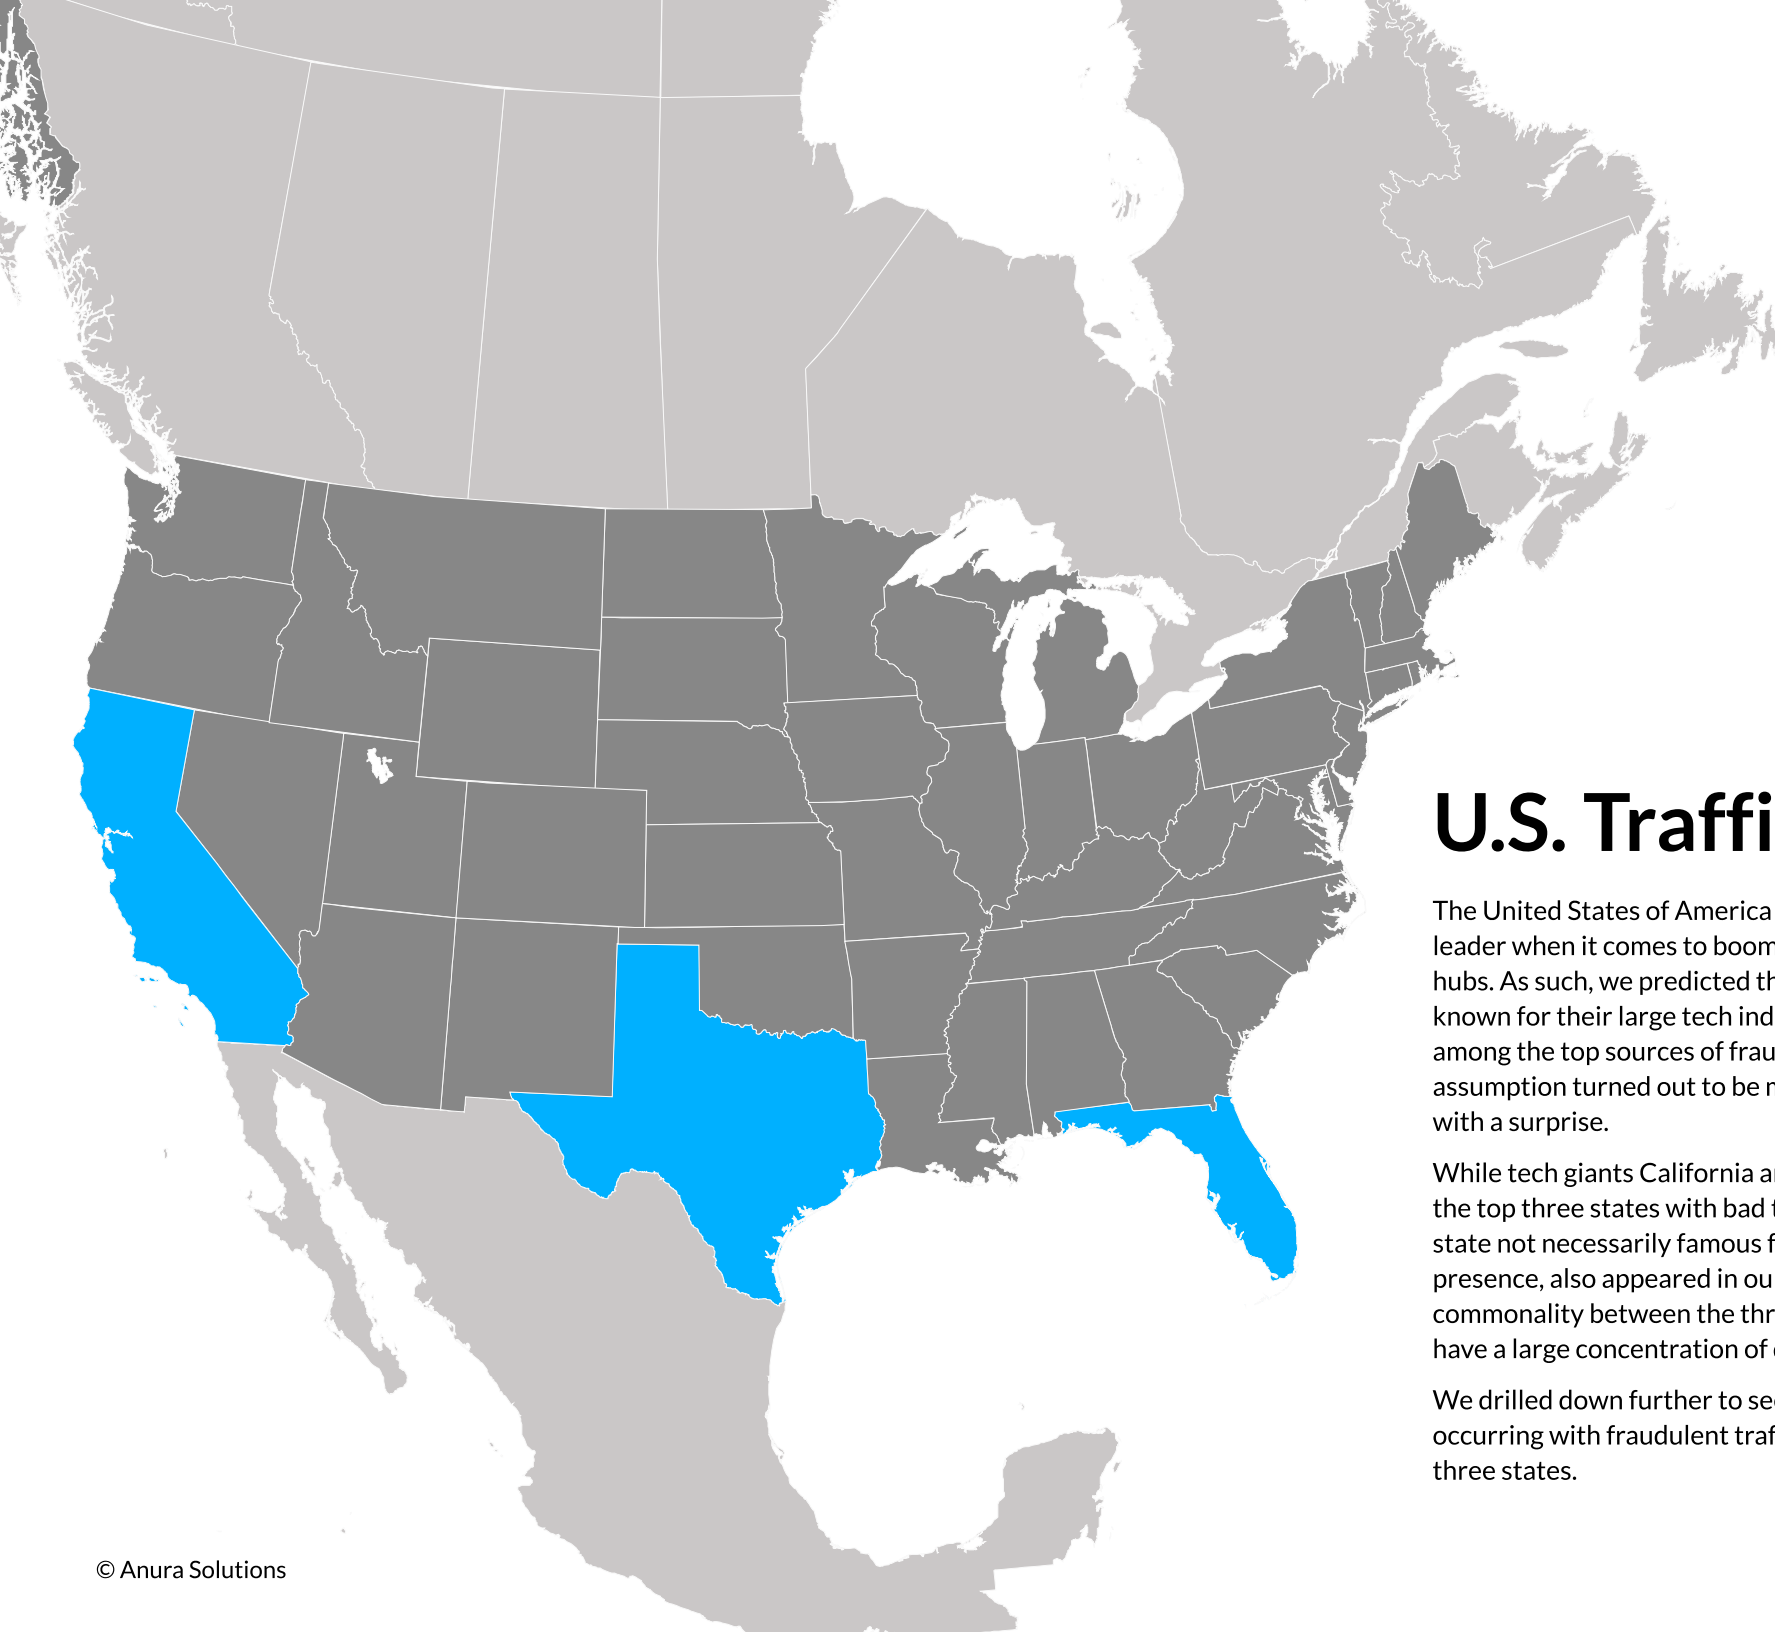 U.S. Traffi
The United States of America
leader when it comes to boom
hubs. As such, we predicted th
known for their large tech ind
among the top sources of frau
assumption turned out to be m
with a surprise.
While tech giants California a
the top three states with bad t
state not necessarily famous f
presence, also appeared in ou
commonality between the thr
have a large concentration of
We drilled down further to se
occurring with fraudulent traf
three states.
© Anura Solutions